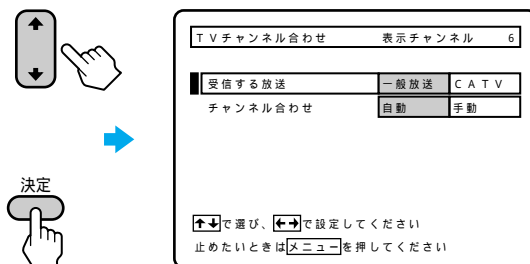 TVチャンネル合わせ 表示チャンネル 6
受信する放送 一般放送 CATV
チャンネル合わせ 自動 手動
決定
↑↓で選び、←→で設定してください
止めたいときはメニューを押してください